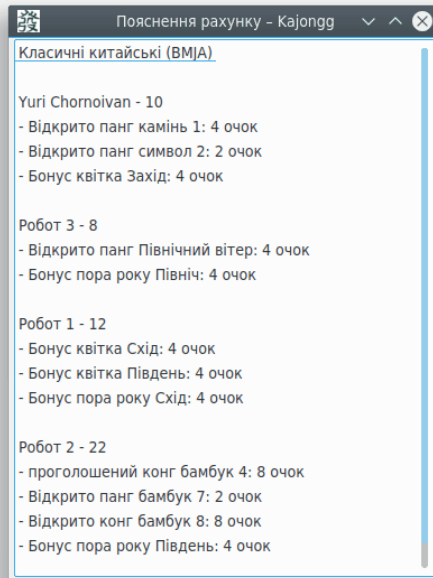 Пояснення рахунку – Kajongg
Класичні китайські (BMJA)
Yuri Chornoivan - 10
- Відкрито панг камінь 1: 4 очок
- Відкрито панг символ 2: 2 очок
- Бонус квітка Захід: 4 очок
Робот 3 - 8
- Відкрито панг Північний вітер: 4 очок
- Бонус пора року Північ: 4 очок
Робот 1 - 12
- Бонус квітка Схід: 4 очок
- Бонус квітка Південь: 4 очок
- Бонус пора року Схід: 4 очок
Робот 2 - 22
- проголошений конг бамбук 4: 8 очок
- Відкрито панг бамбук 7: 2 очок
- Відкрито конг бамбук 8: 8 очок
- Бонус пора року Південь: 4 очок